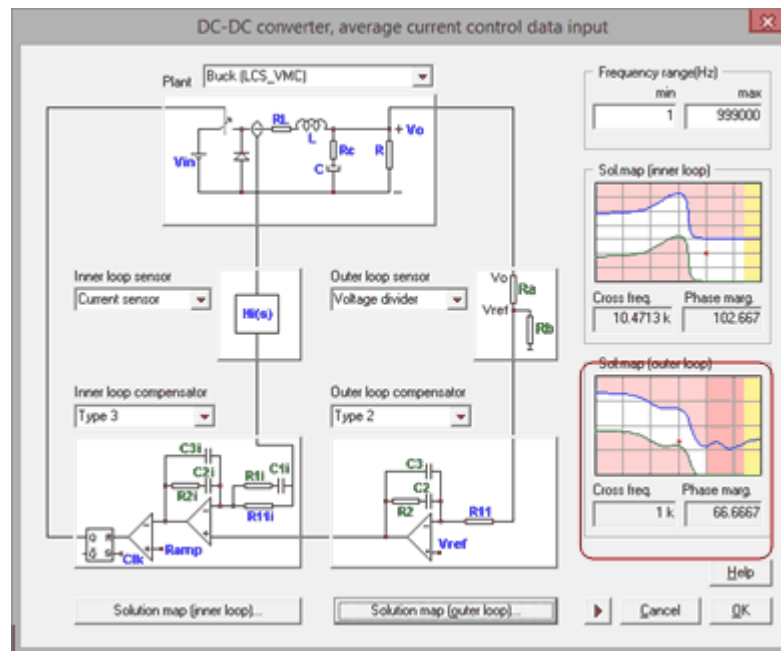 DC-DC converter, average current control data input
Plant Buck (LCS_VMC)
Frequency range(Hz)
min max
1 999000
RL L + Vo
Vin Rc C R
Sol.map (inner loop)
Cross freq. Phase marg.
10.4713 k 102.667
Inner loop sensor
Current sensor
Hi(s)
Outer loop sensor
Voltage divider
Vo Ra
Vref Rb
Sol.map (outer loop)
Cross freq. Phase marg.
1 k 66.6667
Inner loop compensator
Type 3
C3i
C2i
R2i
R1i C1i
R11i
Clk Ramp
Outer loop compensator
Type 2
C3
C2
R2
R11
Vref
Help
Solution map (inner loop)...
Solution map (outer loop)...
Cancel
OK